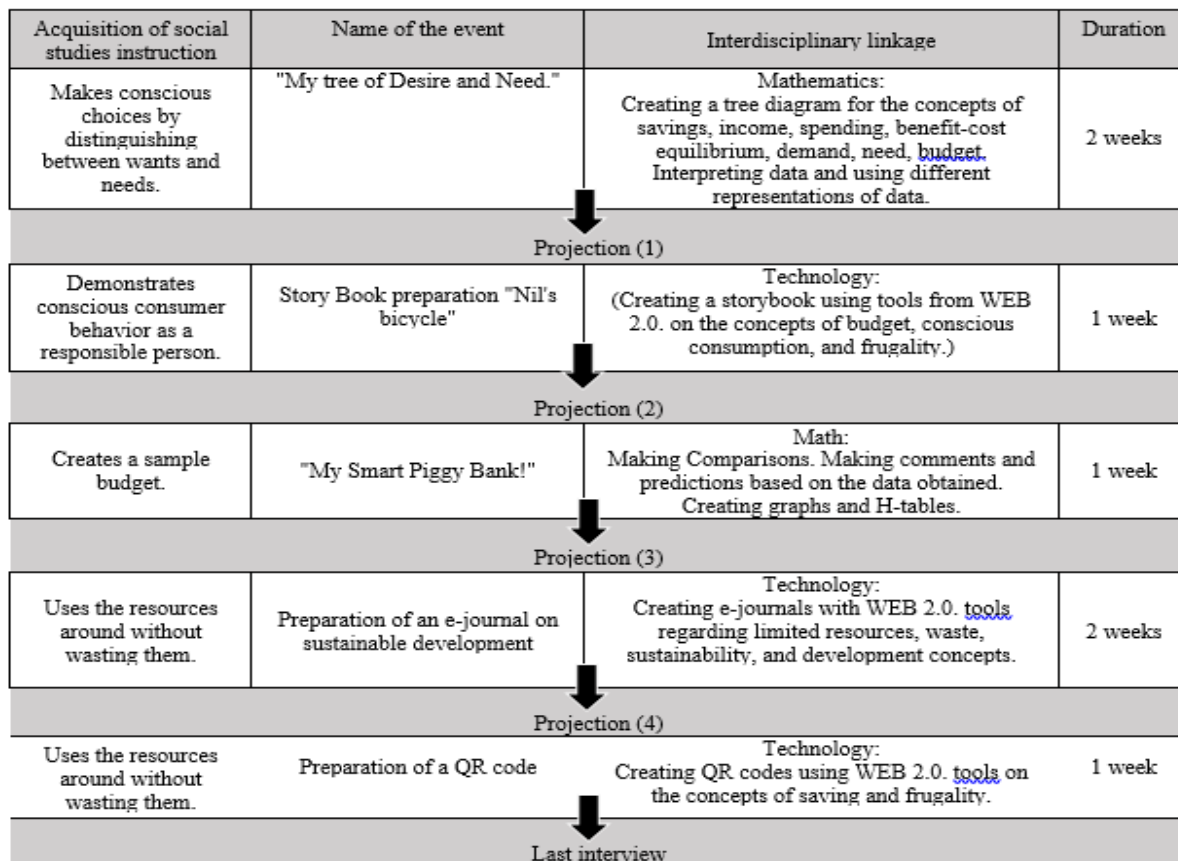 Acquisition of social
studies instruction
Name of the event
Interdisciplinary linkage
Duration
Makes conscious
choices by
distinguishing
between wants and
needs.
"My tree of Desire and Need."
Mathematics:
Creating a tree diagram for the concepts of
savings, income, spending, benefit-cost
equilibrium, demand, need, budget.
Interpreting data and using different
representations of data.
2 weeks
Projection (1)
Demonstrates
conscious consumer
behavior as a
responsible person.
Story Book preparation "Nil's
bicycle"
Technology:
(Creating a storybook using tools from WEB
2.0. on the concepts of budget, conscious
consumption, and frugality.)
1 week
Projection (2)
Creates a sample
budget.
"My Smart Piggy Bank!"
Math:
Making Comparisons. Making comments and
predictions based on the data obtained.
Creating graphs and H-tables.
1 week
Projection (3)
Uses the resources
around without
wasting them.
Preparation of an e-journal on
sustainable development
Technology:
Creating e-journals with WEB 2.0. tools
regarding limited resources, waste,
sustainability, and development concepts.
2 weeks
Projection (4)
Uses the resources
around without
wasting them.
Preparation of a QR code
Technology:
Creating QR codes using WEB 2.0. tools on
the concepts of saving and frugality.
1 week
Last interview